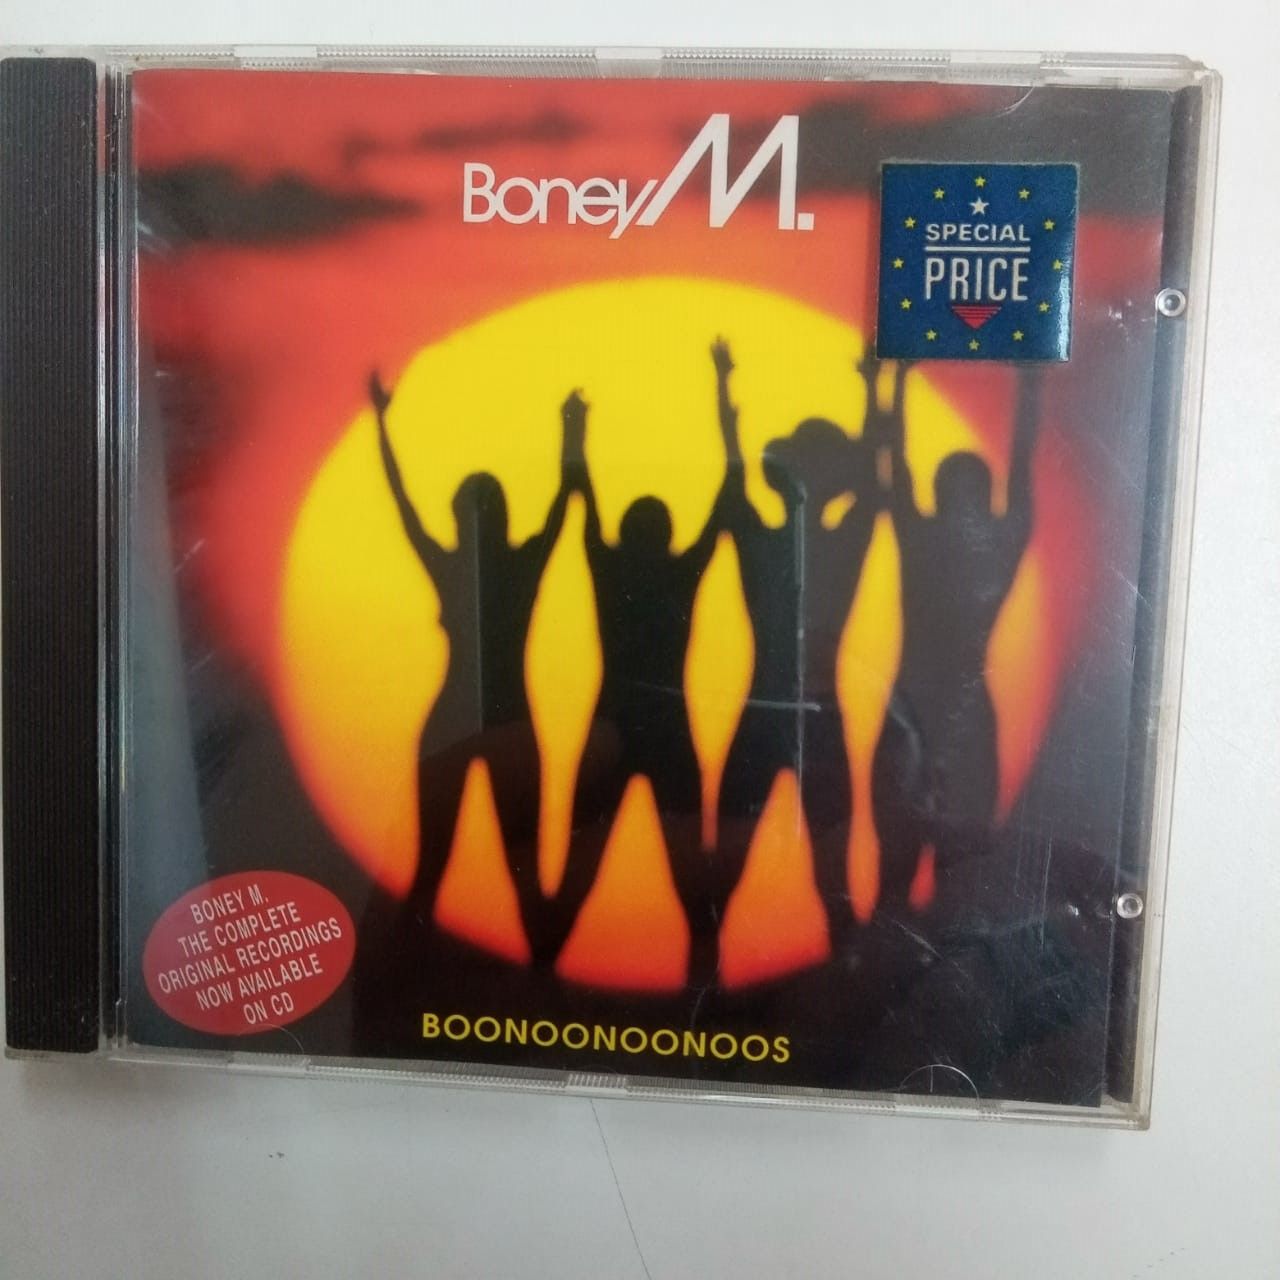 Boney M.
SPECIAL
PRICE
BONEY M.
THE COMPLETE
ORIGINAL RECORDINGS
NOW AVAILABLE
ON CD
BOONOONOONOOS